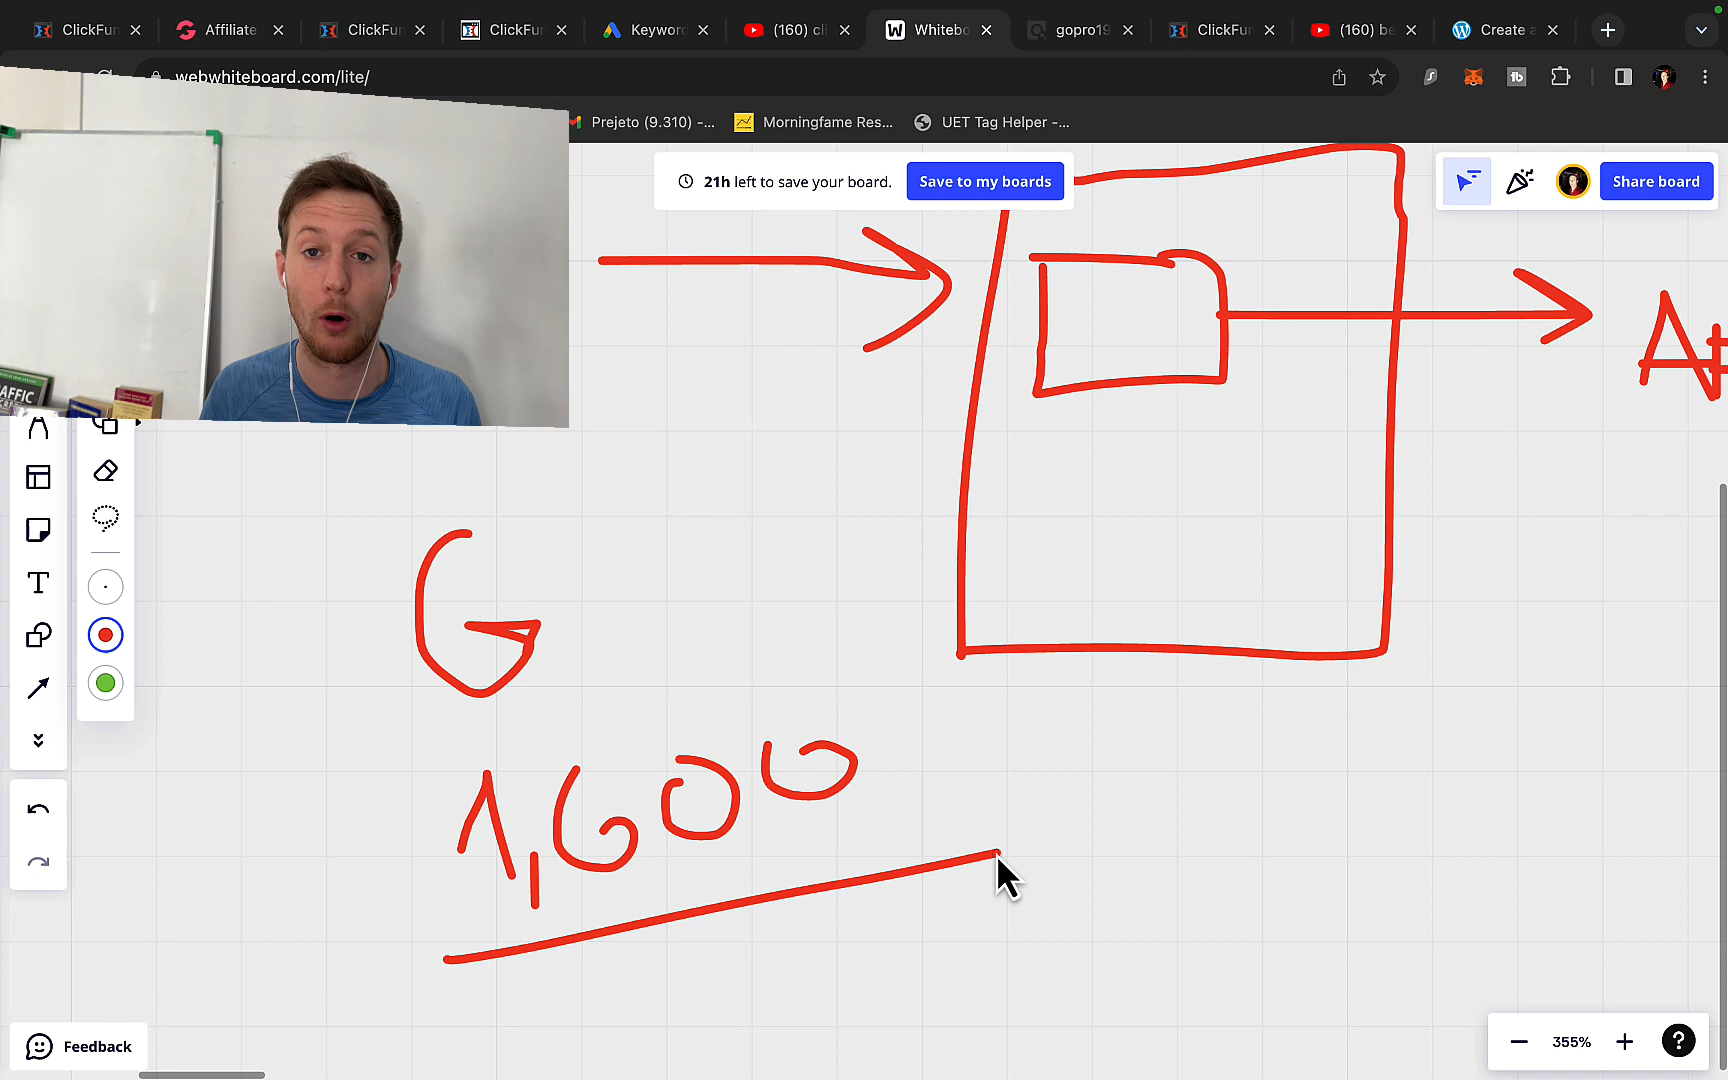 ClickFun
Affiliate
ClickFun
ClickFun
Keyword
(160) cli
Whitebo
gopro19
ClickFun
(160) be
Create a
webwhiteboard.com/lite/
Prejeto (9.310) -...
Morningfame Res...
UET Tag Helper -...
21h left to save your board.
Save to my boards
Share board
G
1,600
T
Feedback
355%
?